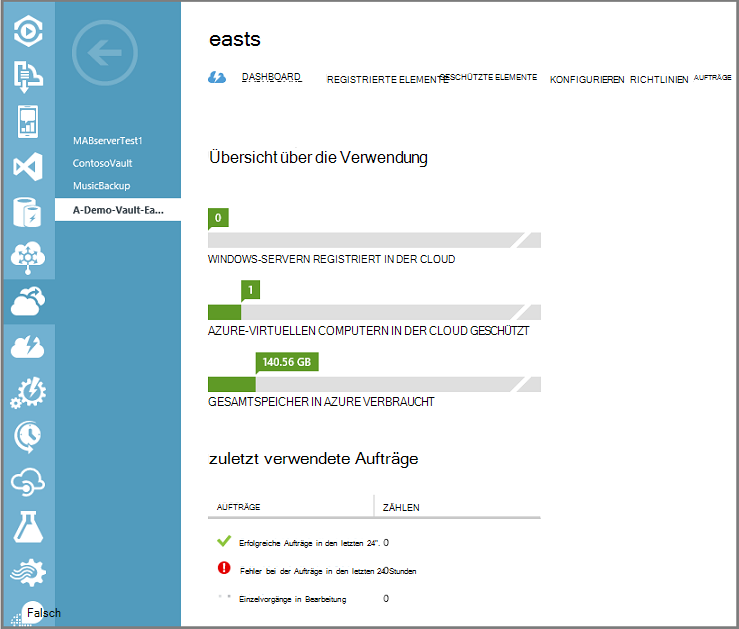 easts
DASHBOARD REGISTRIERTE ELEMENTE GESCHÜTZTE ELEMENTE KONFIGURIEREN RICHTLINIEN AUFTRÄGE
MABserverTest1
ContosoVault
MusicBackup
A-Demo-Vault-Ea...
Übersicht über die Verwendung
0
WINDOWS-SERVERN REGISTRIERT IN DER CLOUD
1
AZURE-VIRTUELLEN COMPUTERN IN DER CLOUD GESCHÜTZT
140.56 GB
GESAMTSPEICHER IN AZURE VERBRAUCHT
zuletzt verwendete Aufträge
AUFTRÄGE ZÄHLEN
Erfolgreiche Aufträge in den letzten 24". 0
Fehler bei der Aufträge in den letzten 24 Stunden 0
Einzelvorgänge in Bearbeitung 0
Falsch